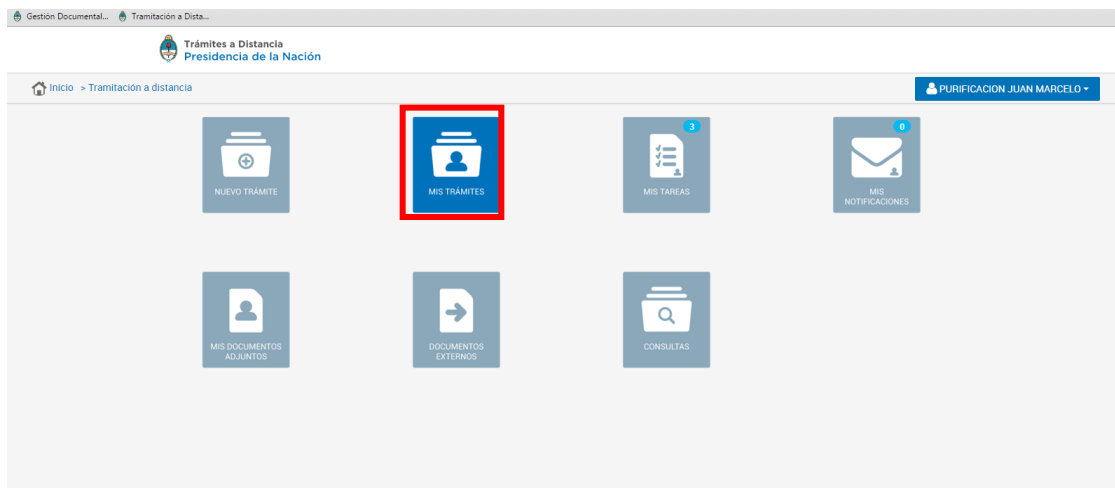 Gestión Documental... Tramitación a Dista...
Trámites a Distancia
Presidencia de la Nación
Inicio > Tramitación a distancia
PURIFICACION JUAN MARCELO
NUEVO TRÁMITE
MIS TRÁMITES
3
MIS TAREAS
0
MIS
NOTIFICACIONES
MIS DOCUMENTOS
ADJUNTOS
DOCUMENTOS
EXTERNOS
CONSULTAS